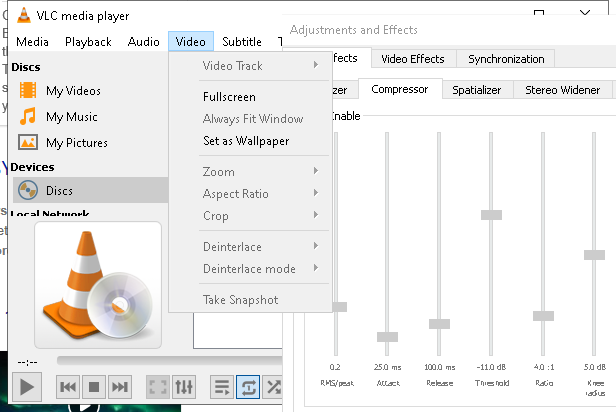 VLC media player
Media Playback Audio Video Subtitle
Discs
My Videos
My Music
My Pictures
Devices
Discs
Local Network
--:--
Video Track
Fullscreen
Always Fit Window
Set as Wallpaper
Zoom
Aspect Ratio
Crop
Deinterlace
Deinterlace mode
Take Snapshot
Adjustments and Effects
Video Effects Synchronization
Compressor Spatializer Stereo Widener
Enable
0.2 25.0 ms 100.0 ms -11.0 dB 4.0 :1 5.0 dB
RMS/peak Attack Release Threshold Ratio Knee
radius